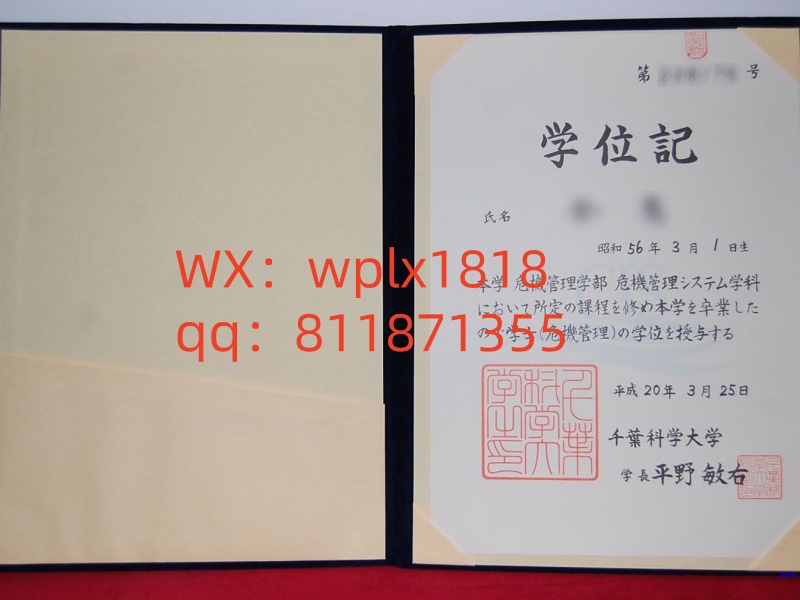 第 号
学位記
氏名
昭和56年3月1日生
本学 危機管理学部 危機管理システム学科
において所定の課程を修め本学を卒業した
ので学士(危機管理)の学位を授与する
平成20年3月25日
千葉科学大学
学長 平野敏右
WX：wplx1818
qq：811871355